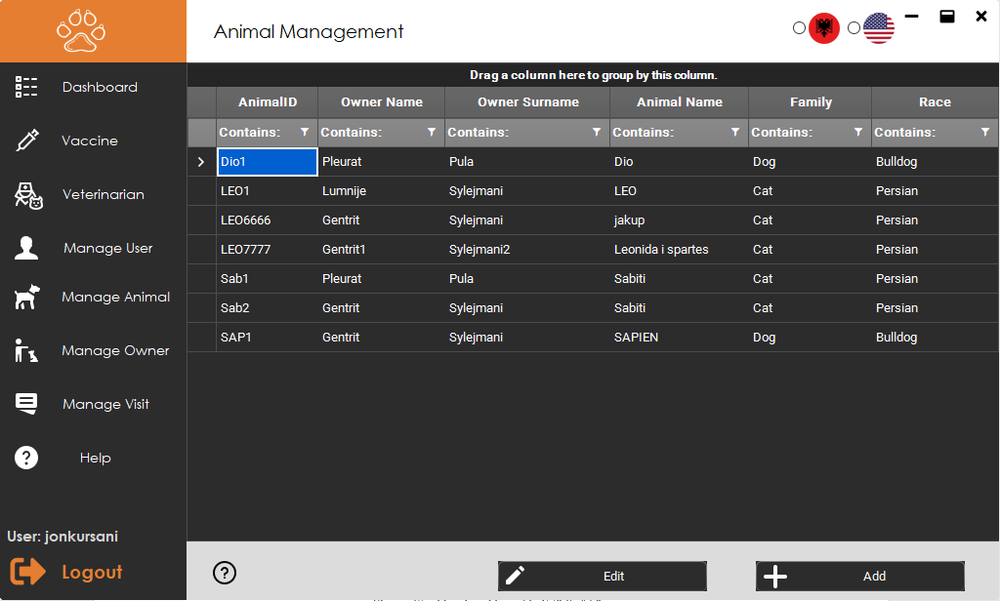 Animal Management
Dashboard
Vaccine
Veterinarian
Manage User
Manage Animal
Manage Owner
Manage Visit
Help
User: jonkursani
Logout
Drag a column here to group by this column.
AnimalID Owner Name Owner Surname Animal Name Family Race
Contains: Contains: Contains: Contains: Contains: Contains:
Dio1 Pleurat Pula Dio Dog Bulldog
LEO1 Lumnije Sylejmani LEO Cat Persian
LEO6666 Gentrit Sylejmani jakup Cat Persian
LEO7777 Gentrit1 Sylejmani2 Leonida i spartes Cat Persian
Sab1 Pleurat Pula Sabiti Cat Persian
Sab2 Gentrit Sylejmani Sabiti Cat Persian
SAP1 Gentrit Sylejmani SAPIEN Dog Bulldog
Edit Add